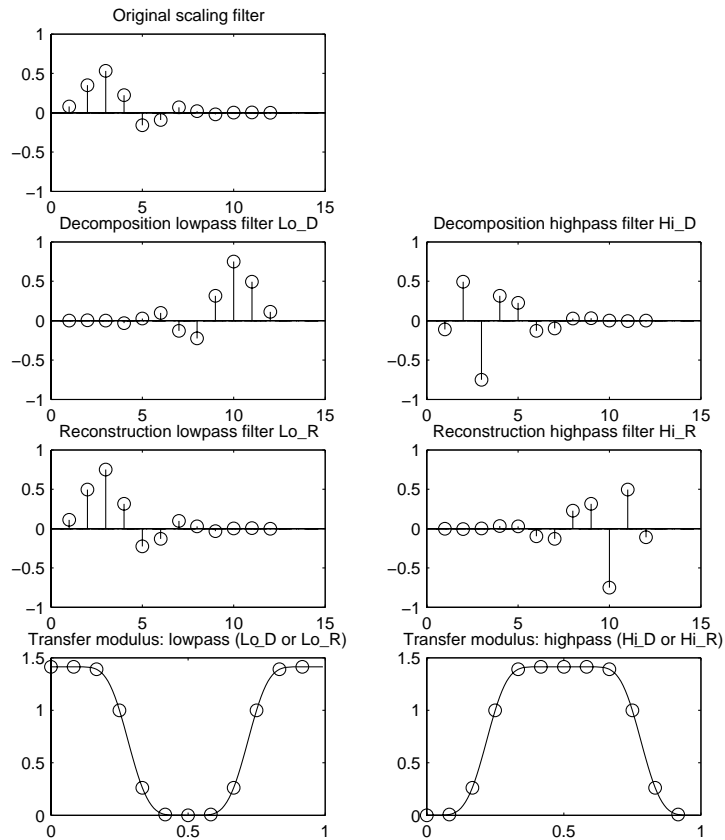 Original scaling filter
1
0.5
0
−0.5
−1
0 5 10 15
Decomposition lowpass filter Lo_D
1
0.5
0
−0.5
−1
0 5 10 15
Decomposition highpass filter Hi_D
1
0.5
0
−0.5
−1
0 5 10 15
Reconstruction lowpass filter Lo_R
1
0.5
0
−0.5
−1
0 5 10 15
Reconstruction highpass filter Hi_R
1
0.5
0
−0.5
−1
0 5 10 15
Transfer modulus: lowpass (Lo_D or Lo_R)
1.5
1
0.5
0
0 0.5 1
Transfer modulus: highpass (Hi_D or Hi_R)
1.5
1
0.5
0
0 0.5 1